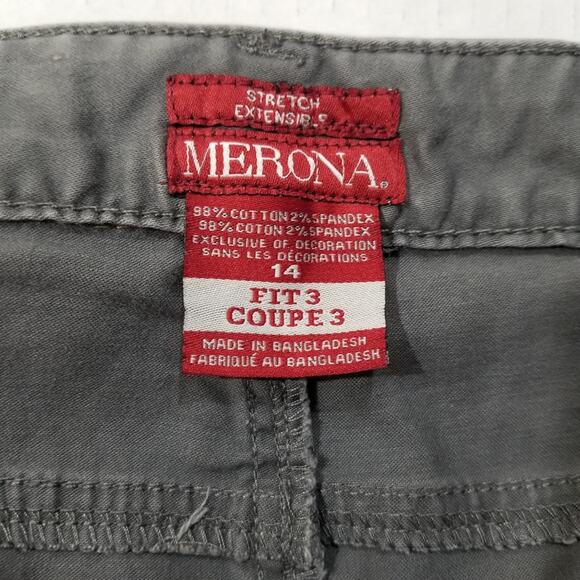 STRETCH
EXTENSIBLE
MERONA®
98% COTTON 2% SPANDEX
98% COTON 2% SPANDEX
EXCLUSIVE OF DECORATION
SANS LES DÉCORATIONS
14
FIT 3
COUPE 3
MADE IN BANGLADESH
FABRIQUÉ AU BANGLADESH